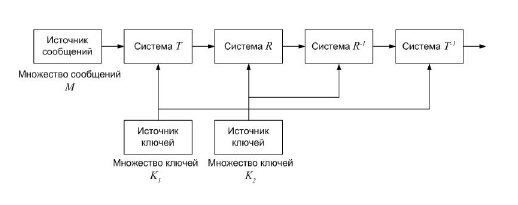 Источник
сообщений
Система T
Система R
Система R⁻¹
Система T⁻¹
Множество сообщений
M
Источник
ключей
Источник
ключей
Множество ключей
K₁
Множество ключей
K₂